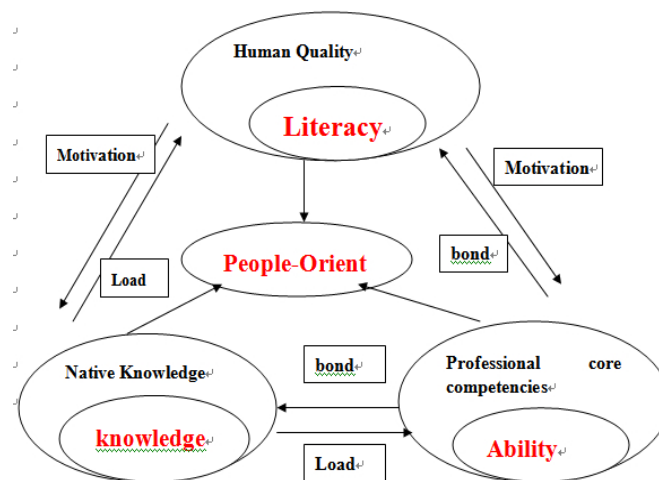 Human Quality
Literacy
Motivation
Motivation
Load
bond
People-Orient
Native Knowledge
knowledge
bond
Load
Professional core
competencies
Ability